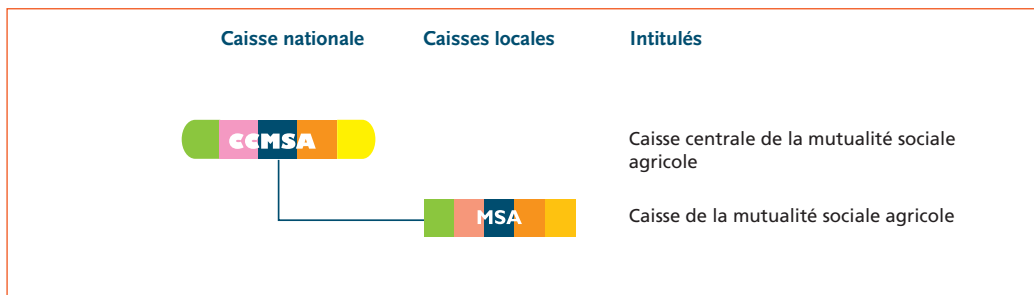 Caisse nationale Caisses locales Intitulés
CCMSA
Caisse centrale de la mutualité sociale
agricole
MSA
Caisse de la mutualité sociale agricole